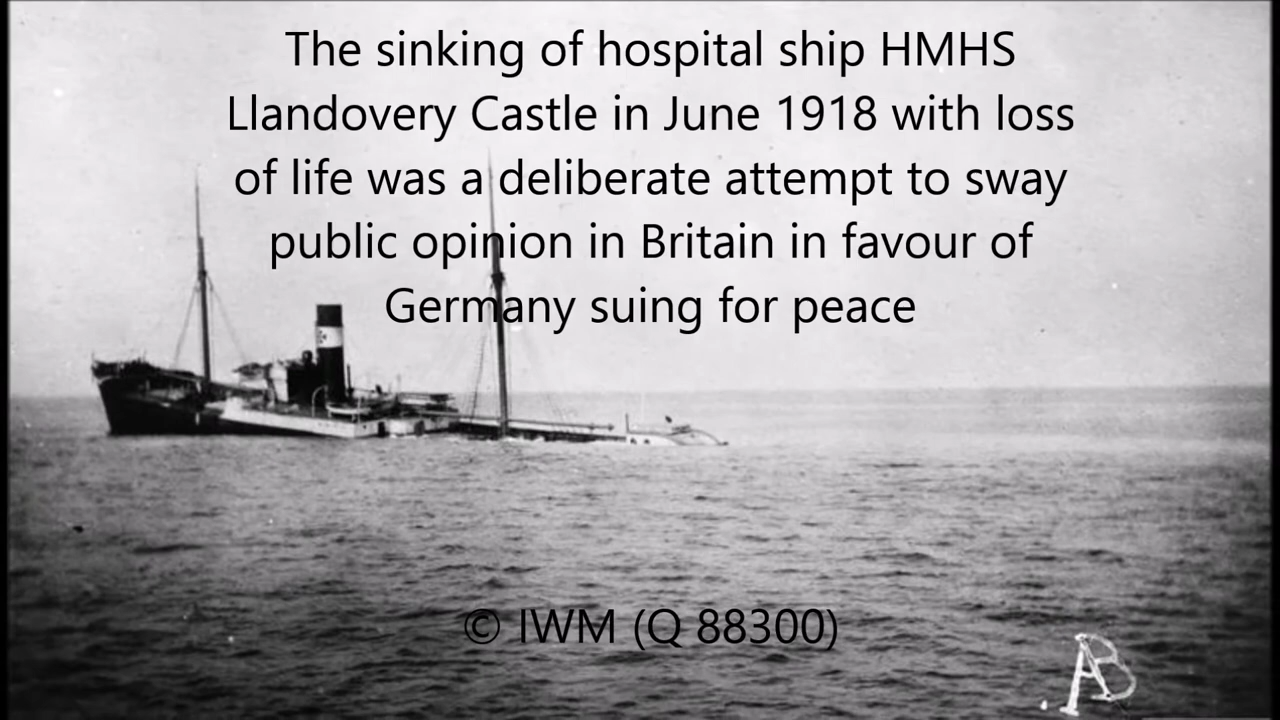 The sinking of hospital ship HMHS
Llandovery Castle in June 1918 with loss
of life was a deliberate attempt to sway
public opinion in Britain in favour of
Germany suing for peace
© IWM (Q 88300)
AB